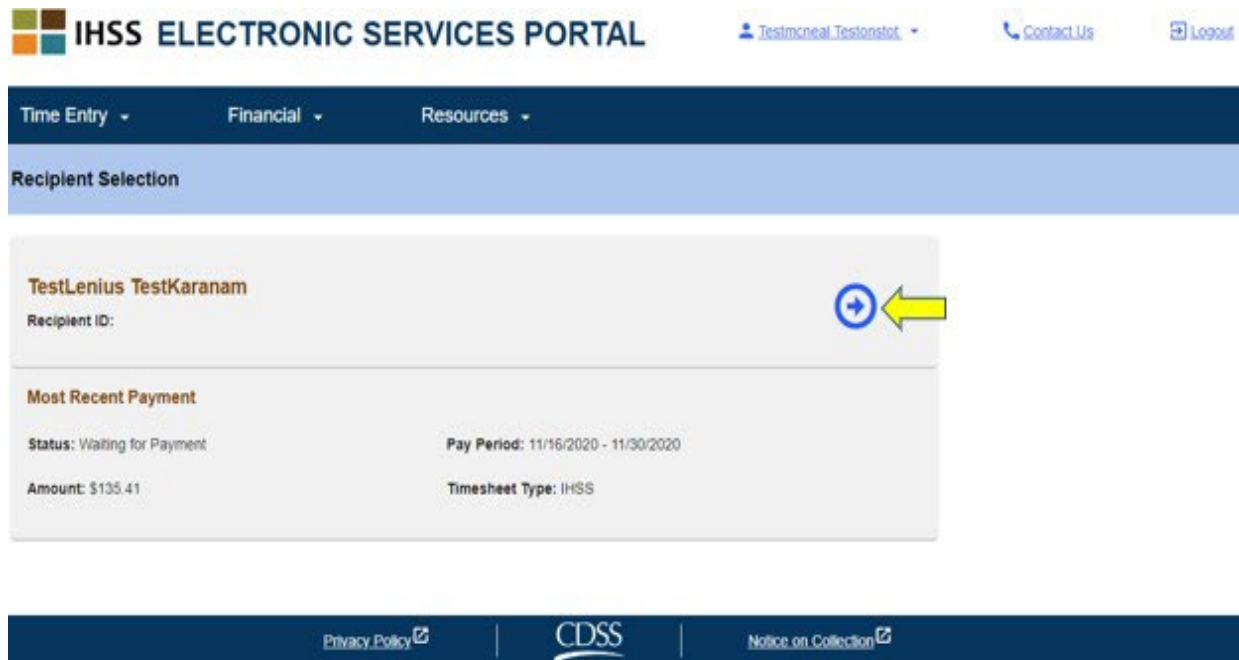 IHSS ELECTRONIC SERVICES PORTAL Testmcneal Testonstot Contact Us Logout
Time Entry Financial Resources
Recipient Selection
TestLenius TestKaranam
Recipient ID:
Most Recent Payment
Status: Waiting for Payment Pay Period: 11/16/2020 - 11/30/2020
Amount: $135.41 Timesheet Type: IHSS
Privacy Policy CDSS Notice on Collection